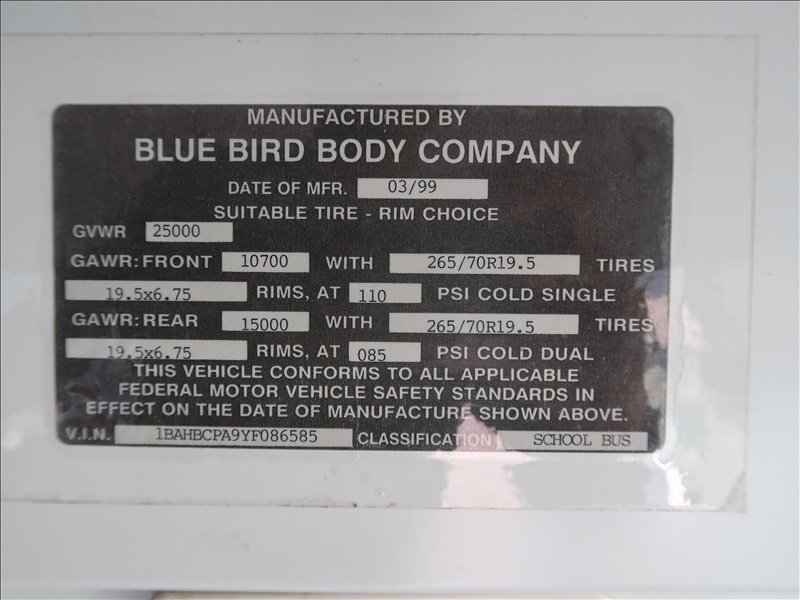 MANUFACTURED BY
BLUE BIRD BODY COMPANY
DATE OF MFR. 03/99
SUITABLE TIRE - RIM CHOICE
GVWR 25000
GAWR: FRONT 10700 WITH 265/70R19.5 TIRES
19.5x6.75 RIMS, AT 110 PSI COLD SINGLE
GAWR: REAR 15000 WITH 265/70R19.5 TIRES
19.5x6.75 RIMS, AT 085 PSI COLD DUAL
THIS VEHICLE CONFORMS TO ALL APPLICABLE
FEDERAL MOTOR VEHICLE SAFETY STANDARDS IN
EFFECT ON THE DATE OF MANUFACTURE SHOWN ABOVE.
V.I.N. 1BAHBCPA9YF086585 CLASSIFICATION SCHOOL BUS